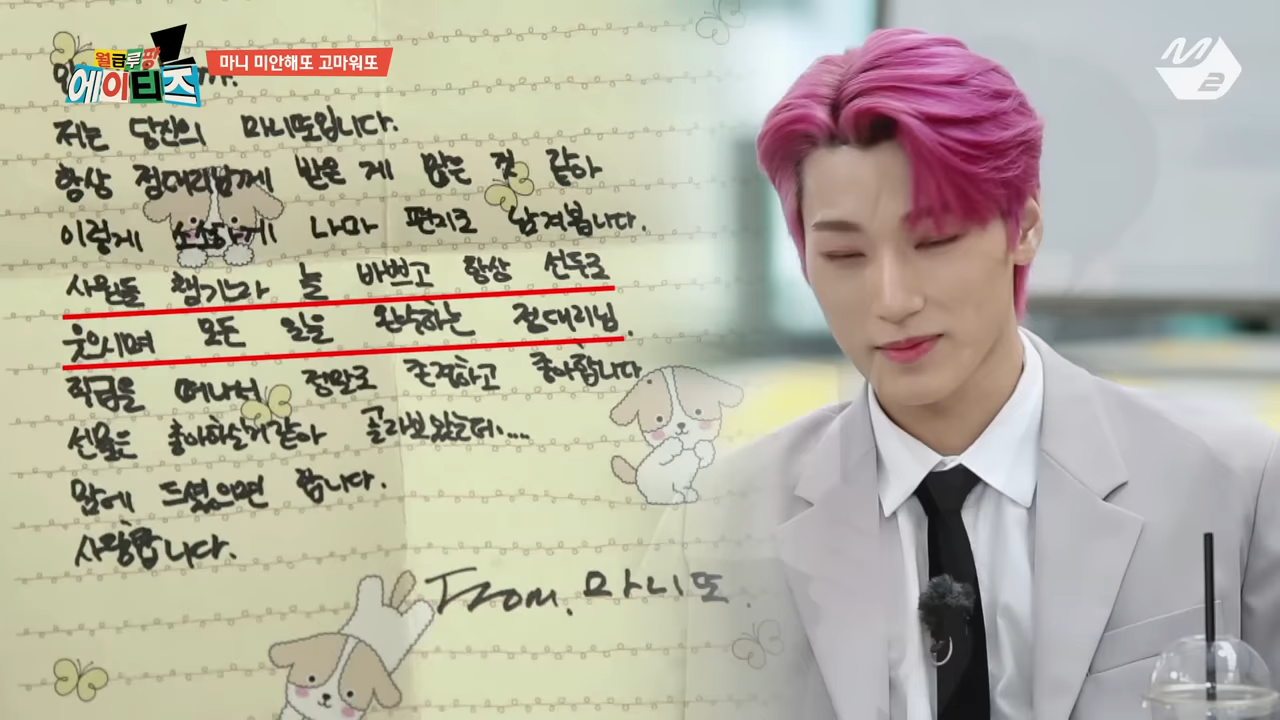 월급루팡
에이티즈
마니 미안해또 고마워또
M2
저는 당신의 마니또입니다.
항상 정대리님께 받은 게 많은 것 같아
이렇게 소소하게 나마 편지로 남겨봅니다.
사원들 챙기느라 늘 바쁘고 항상 선두로
웃으시며 모든 일을 완수하는 정대리님.
직급을 떠나서 정말로 존경하고 좋아합니다
선물은 좋아하실거같아 골라보았는데....
맘에 드셨으면 합니다.
사랑합니다.
From. 마니또.